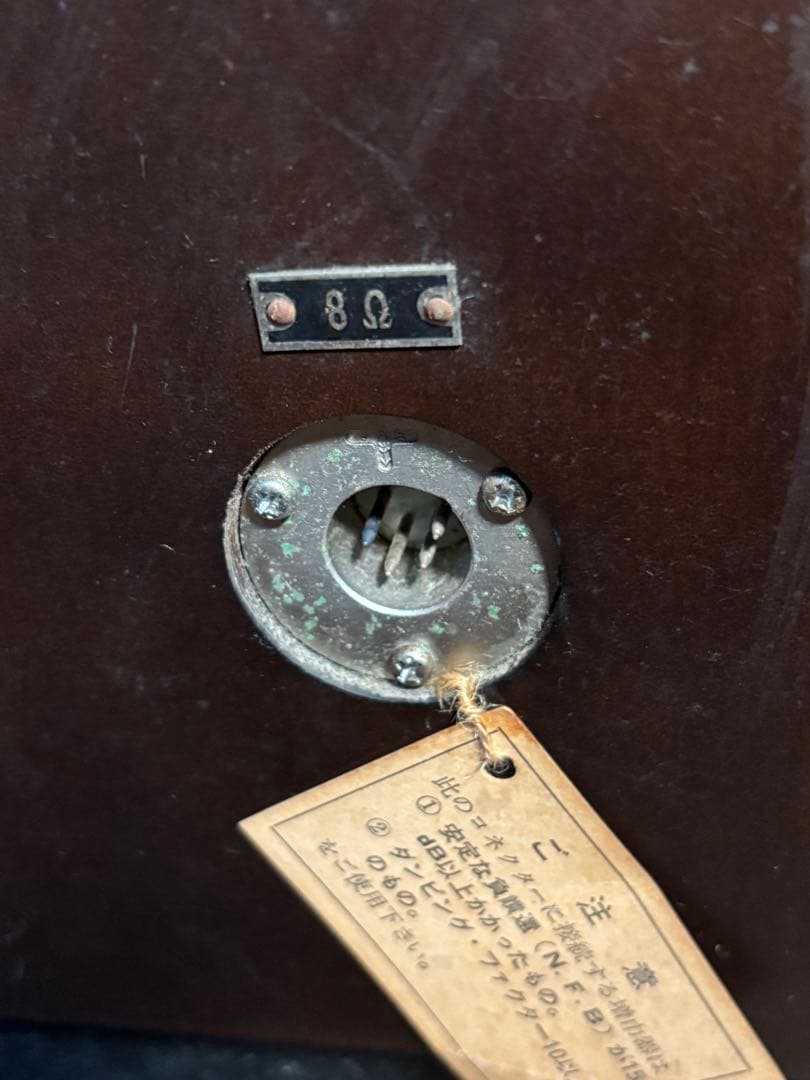 8Ω
ご注意
此のコネクターに接続する増巾器は
① 安定な負饋還（N.F.B）が15
dB以上かかったもの。
② ダンピング・ファクター10以
のもの。
をご使用下さい。